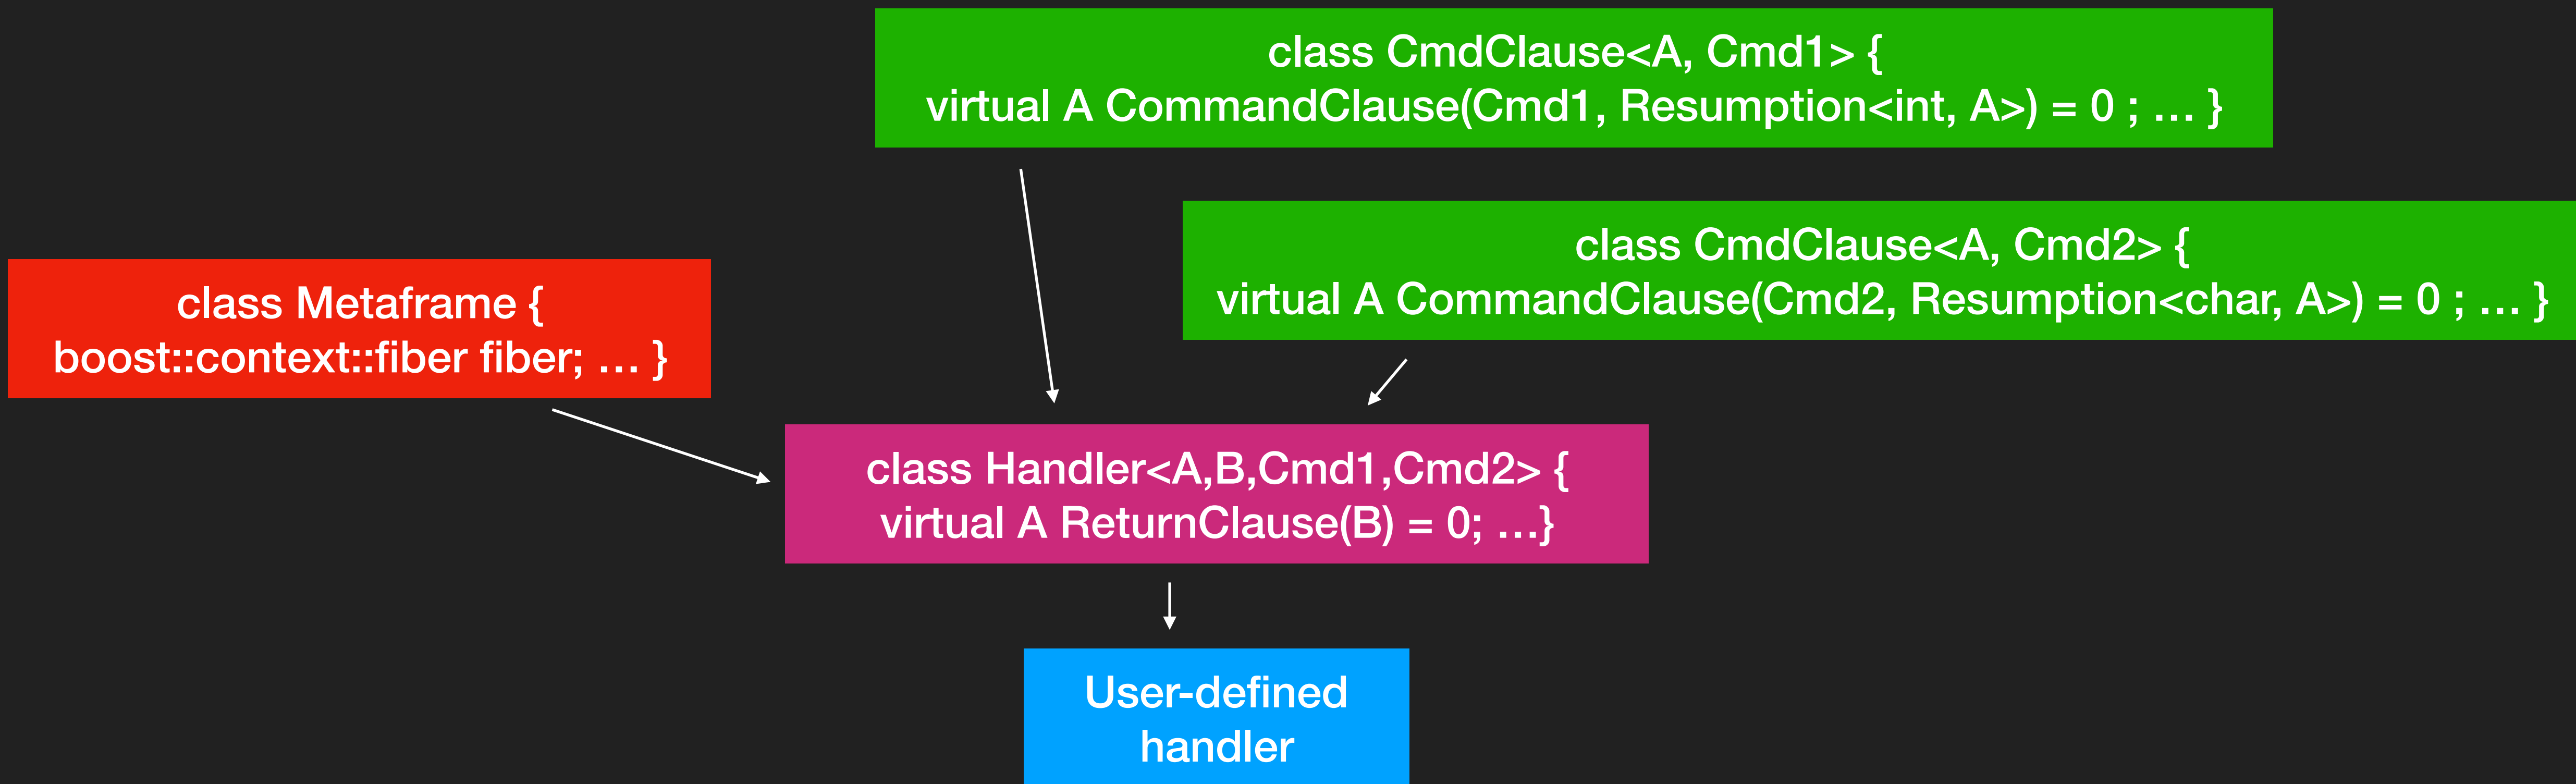 class CmdClause<A, Cmd1> {
virtual A CommandClause(Cmd1, Resumption<int, A>) = 0 ; … }
class CmdClause<A, Cmd2> {
virtual A CommandClause(Cmd2, Resumption<char, A>) = 0 ; … }
class Metaframe {
boost::context::fiber fiber; … }
class Handler<A,B,Cmd1,Cmd2> {
virtual A ReturnClause(B) = 0; …}
User-defined
handler